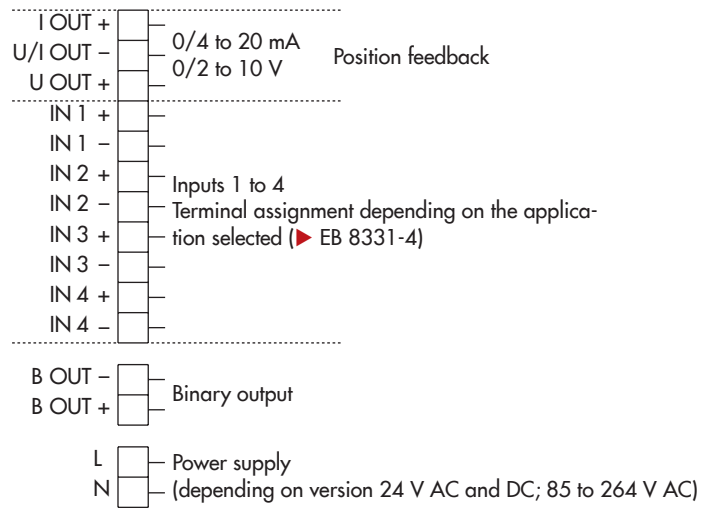 I OUT +
U/I OUT –
U OUT +
0/4 to 20 mA
0/2 to 10 V
Position feedback
IN 1 +
IN 1 –
IN 2 +
IN 2 –
IN 3 +
IN 3 –
IN 4 +
IN 4 –
Inputs 1 to 4
Terminal assignment depending on the applica-
tion selected (▶ EB 8331-4)
B OUT –
B OUT +
Binary output
L
N
Power supply
(depending on version 24 V AC and DC; 85 to 264 V AC)